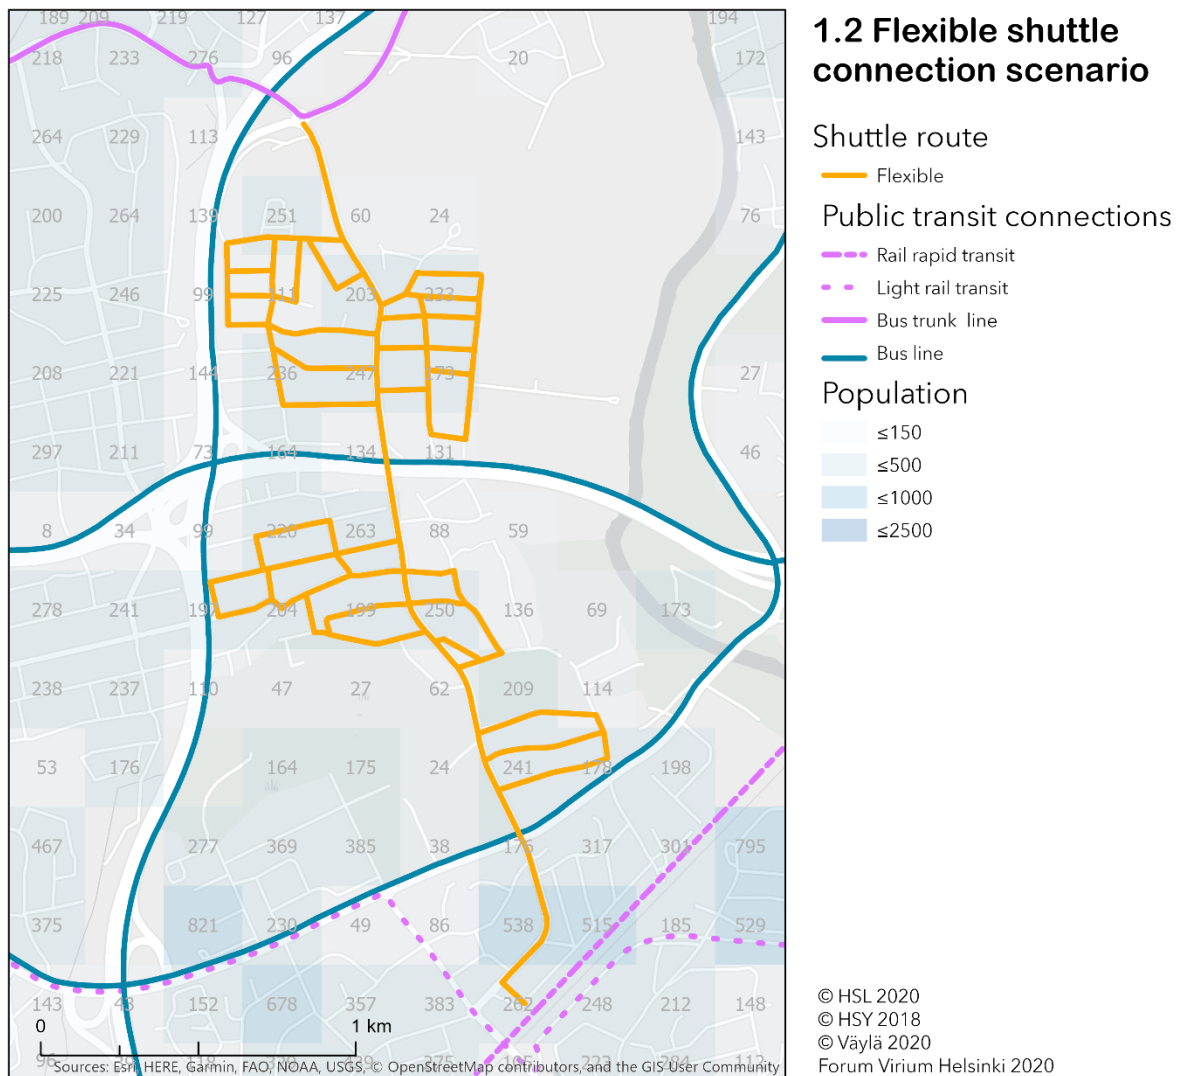 189 209 219 127 137 194
218 233 276 96 20 172
264 229 113 143
200 264 139 251 60 24 76
225 246 99 111 203 233
208 221 144 236 247 173 27
297 211 73 164 134 131 46
8 34 99 220 263 88 59
278 241 197 204 199 250 136 69 173
238 237 110 47 27 62 209 114
53 176 164 175 24 241 178 198
467 277 369 385 38 176 317 301 795
375 821 230 49 86 538 515 185 529
143 43 152 678 357 383 262 248 212 148
0 1 km
Sources: Esri, HERE, Garmin, FAO, NOAA, USGS, © OpenStreetMap contributors, and the GIS User Community
1.2 Flexible shuttle
connection scenario
Shuttle route
Flexible
Public transit connections
Rail rapid transit
Light rail transit
Bus trunk line
Bus line
Population
≤150
≤500
≤1000
≤2500
© HSL 2020
© HSY 2018
© Väylä 2020
Forum Virium Helsinki 2020